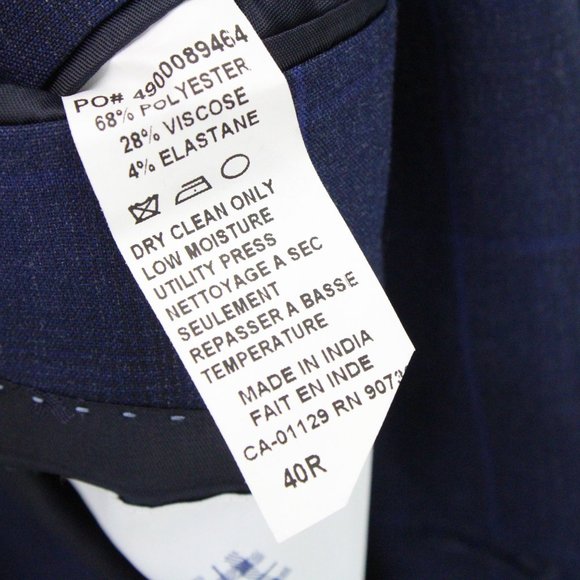 PO# 4900089464
68% POLYESTER
28% VISCOSE
4% ELASTANE
DRY CLEAN ONLY
LOW MOISTURE
UTILITY PRESS
NETTOYAGE A SEC
SEULEMENT
REPASSER A BASSE
TEMPERATURE
MADE IN INDIA
FAIT EN INDE
CA-01129 RN 9073
40R